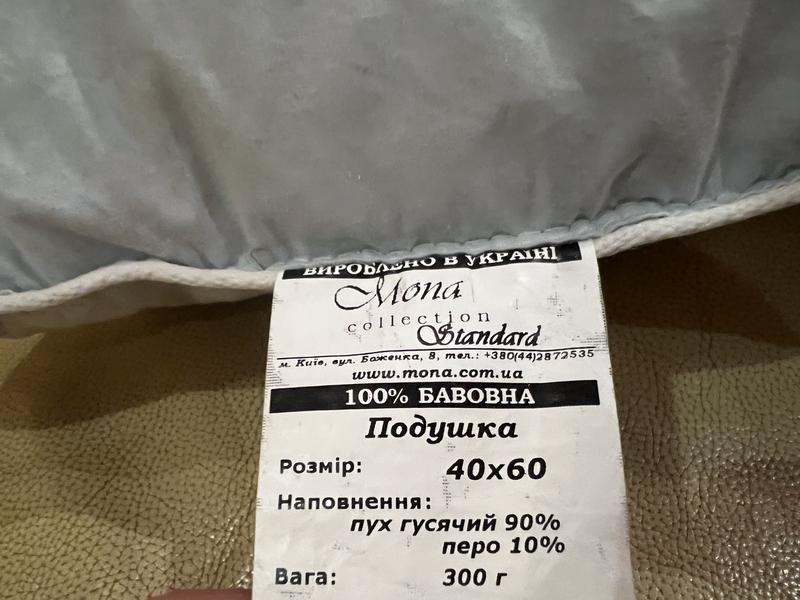 ВИРОБЛЕНО В УКРАЇНІ
Mona
collection
Standard
м. Київ, вул. Боженка, 8, тел.: +380(44)2872535
www.mona.com.ua
100% БАВОВНА
Подушка
Розмір: 40x60
Наповнення:
пух гусячий 90%
перо 10%
Вага: 300 г